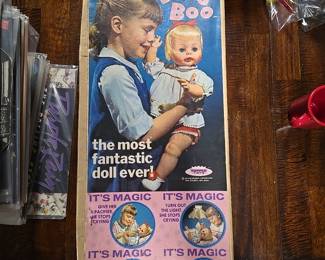 BOO
the most
fantastic
doll ever!
IT'S MAGIC
GIVE HER
A PACIFIER
SHE STOPS
CRYING
IT'S MAGIC
TURN OUT
THE LIGHT,
SHE STOPS
CRYING
IT'S MAGIC
IT'S MAGIC